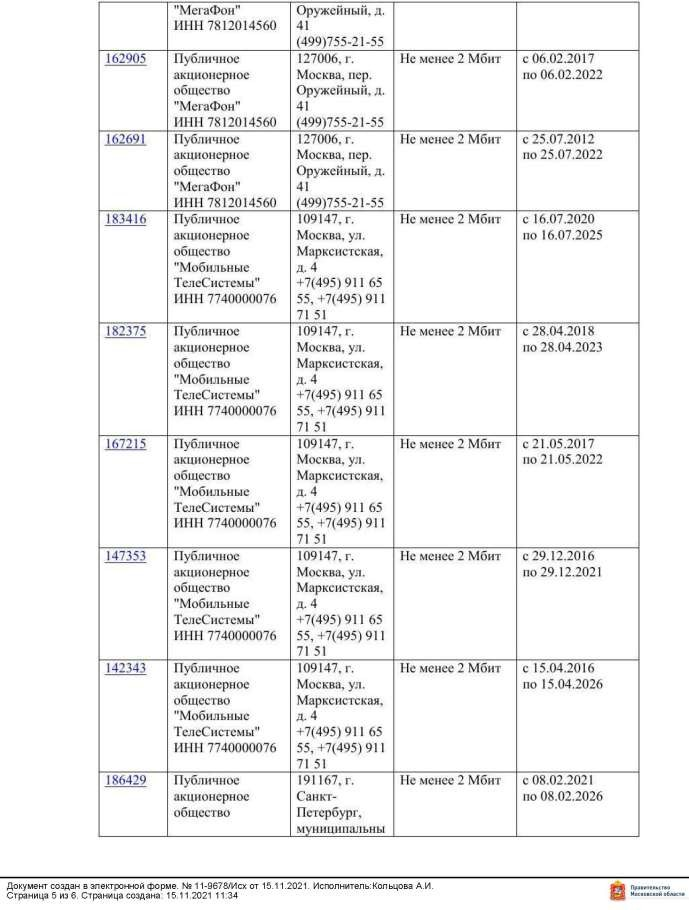 "МегаФон"
ИНН 7812014560
Оружейный, д.
41
(499)755-21-55
162905
Публичное
акционерное
общество
"МегаФон"
ИНН 7812014560
127006, г.
Москва, пер.
Оружейный, д.
41
(499)755-21-55
Не менее 2 Мбит
с 06.02.2017
по 06.02.2022
162691
Публичное
акционерное
общество
"МегаФон"
ИНН 7812014560
127006, г.
Москва, пер.
Оружейный, д.
41
(499)755-21-55
Не менее 2 Мбит
с 25.07.2012
по 25.07.2022
183416
Публичное
акционерное
общество
"Мобильные
ТелеСистемы"
ИНН 7740000076
109147, г.
Москва, ул.
Марксистская,
д. 4
+7(495) 911 65
55, +7(495) 911
71 51
Не менее 2 Мбит
с 16.07.2020
по 16.07.2025
182375
Публичное
акционерное
общество
"Мобильные
ТелеСистемы"
ИНН 7740000076
109147, г.
Москва, ул.
Марксистская,
д. 4
+7(495) 911 65
55, +7(495) 911
71 51
Не менее 2 Мбит
с 28.04.2018
по 28.04.2023
167215
Публичное
акционерное
общество
"Мобильные
ТелеСистемы"
ИНН 7740000076
109147, г.
Москва, ул.
Марксистская,
д. 4
+7(495) 911 65
55, +7(495) 911
71 51
Не менее 2 Мбит
с 21.05.2017
по 21.05.2022
147353
Публичное
акционерное
общество
"Мобильные
ТелеСистемы"
ИНН 7740000076
109147, г.
Москва, ул.
Марксистская,
д. 4
+7(495) 911 65
55, +7(495) 911
71 51
Не менее 2 Мбит
с 29.12.2016
по 29.12.2021
142343
Публичное
акционерное
общество
"Мобильные
ТелеСистемы"
ИНН 7740000076
109147, г.
Москва, ул.
Марксистская,
д. 4
+7(495) 911 65
55, +7(495) 911
71 51
Не менее 2 Мбит
с 15.04.2016
по 15.04.2026
186429
Публичное
акционерное
общество
191167, г.
Санкт-
Петербург,
муниципальны
Не менее 2 Мбит
с 08.02.2021
по 08.02.2026
Документ создан в электронной форме. № 11-9678/Исх от 15.11.2021. Исполнитель:Кольцова А.И.
Страница 5 из 6. Страница создана: 15.11.2021 11:34
Правительство
Московской области